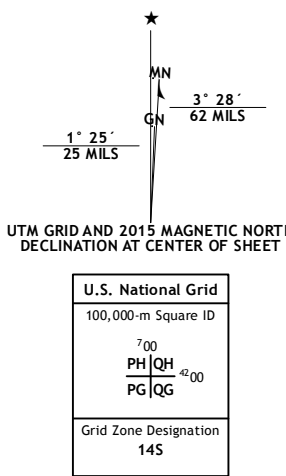 ★
MN
3° 28´
62 MILS
GN
1° 25´
25 MILS
UTM GRID AND 2015 MAGNETIC NORTH
DECLINATION AT CENTER OF SHEET
U.S. National Grid
100,000-m Square ID
⁷00
PH QH
⁴²00
PG QG
Grid Zone Designation
14S